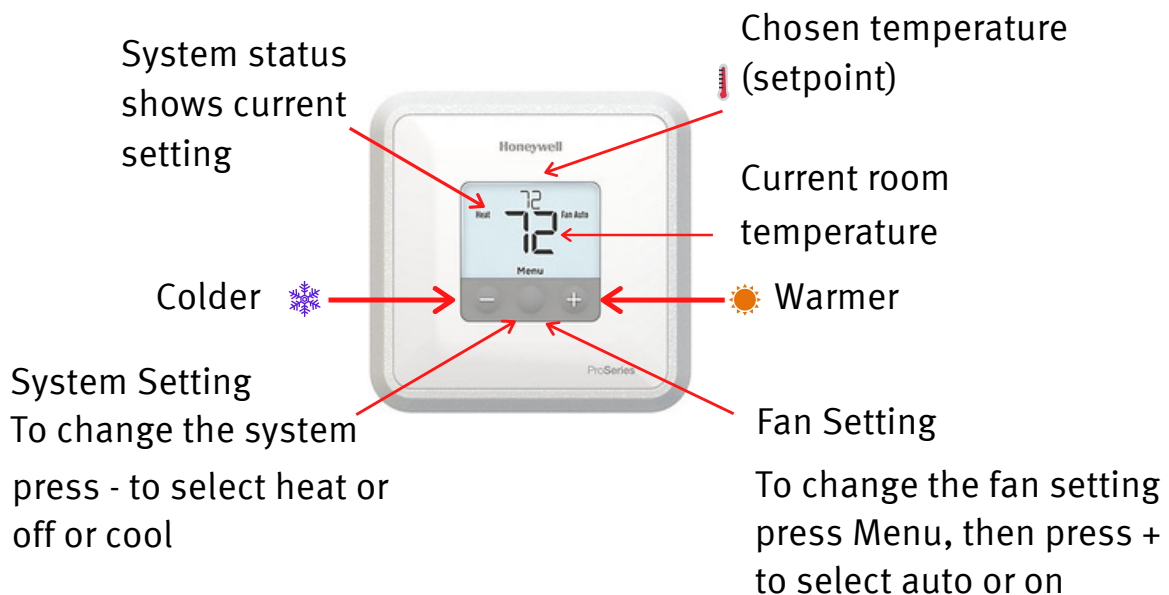 System status
shows current
setting
Chosen temperature
(setpoint)
Honeywell
72
Heat
72
Fan Auto
Menu
Current room
temperature
Colder
- +
Warmer
ProSeries
System Setting
To change the system
press - to select heat or
off or cool
Fan Setting
To change the fan setting
press Menu, then press +
to select auto or on